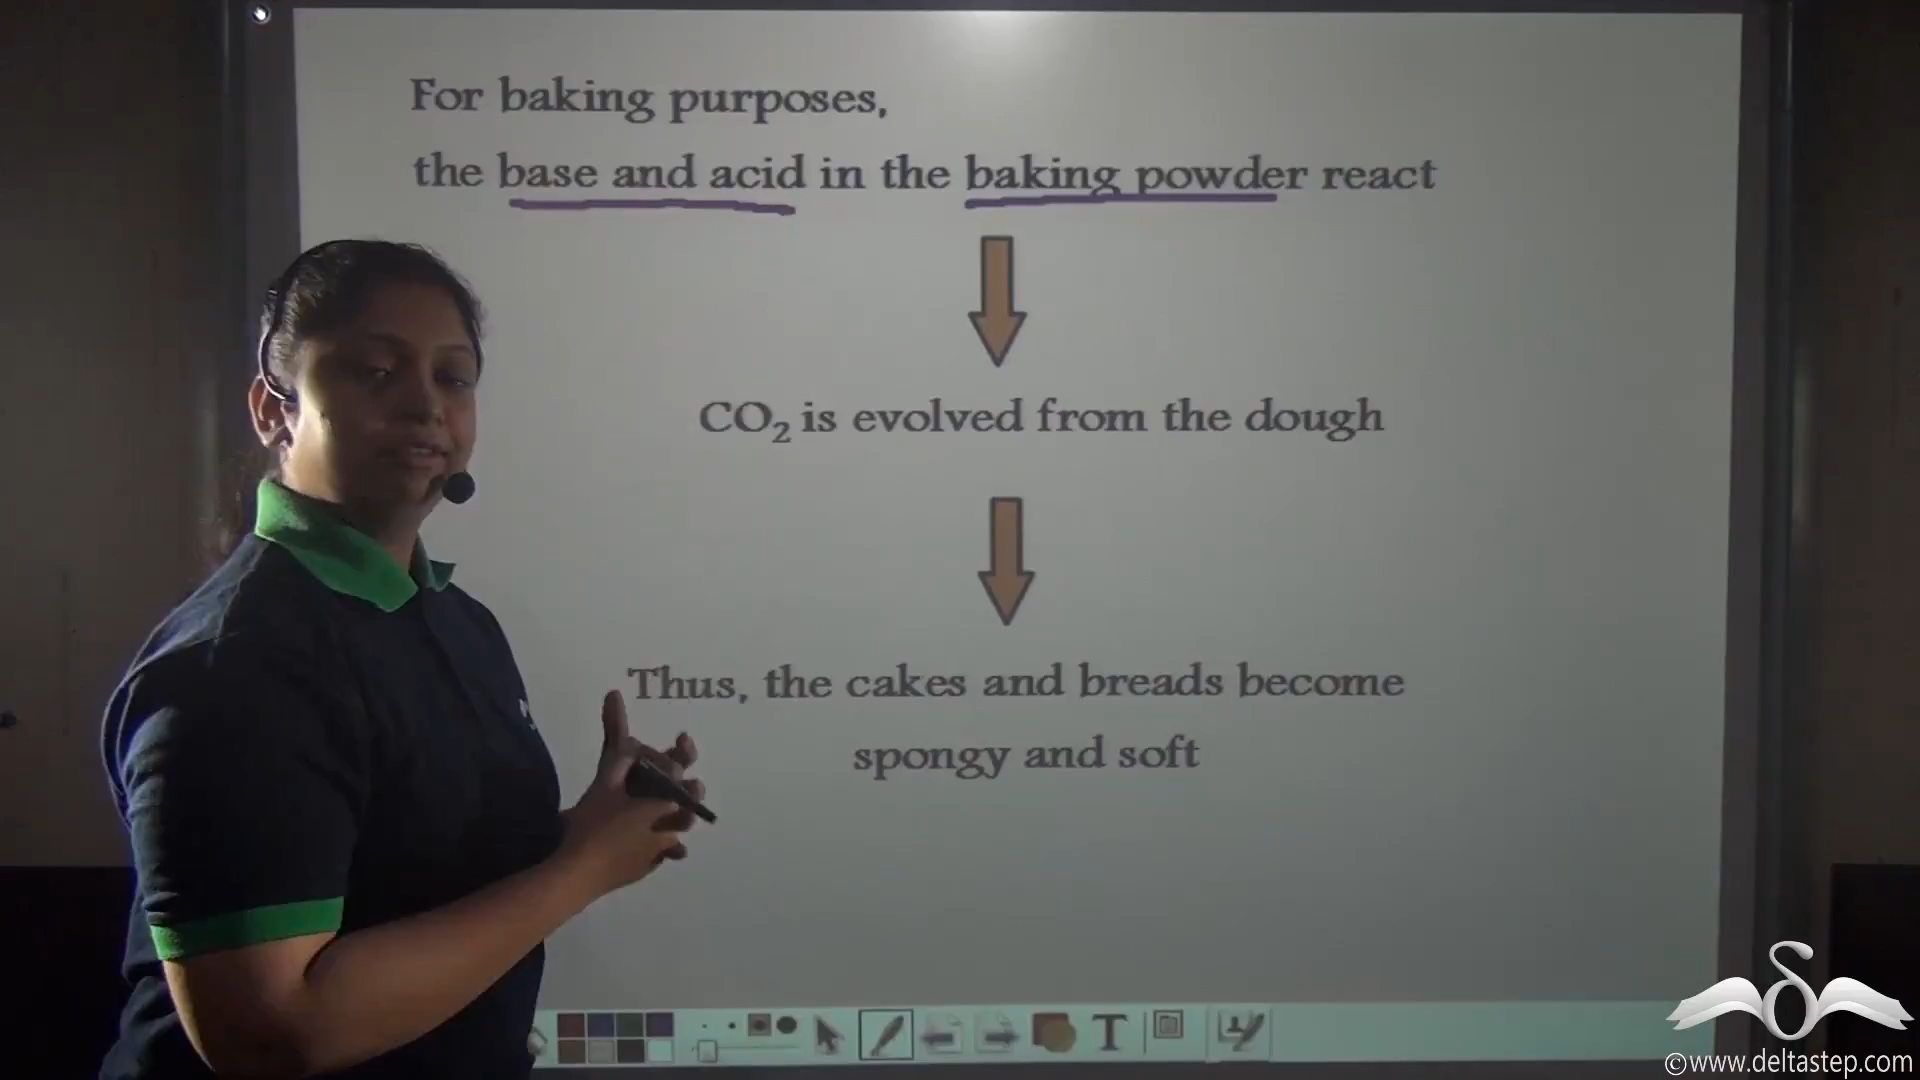 For baking purposes,
the base and acid in the baking powder react
CO₂ is evolved from the dough
Thus, the cakes and breads become
spongy and soft
T
©www.deltastep.com